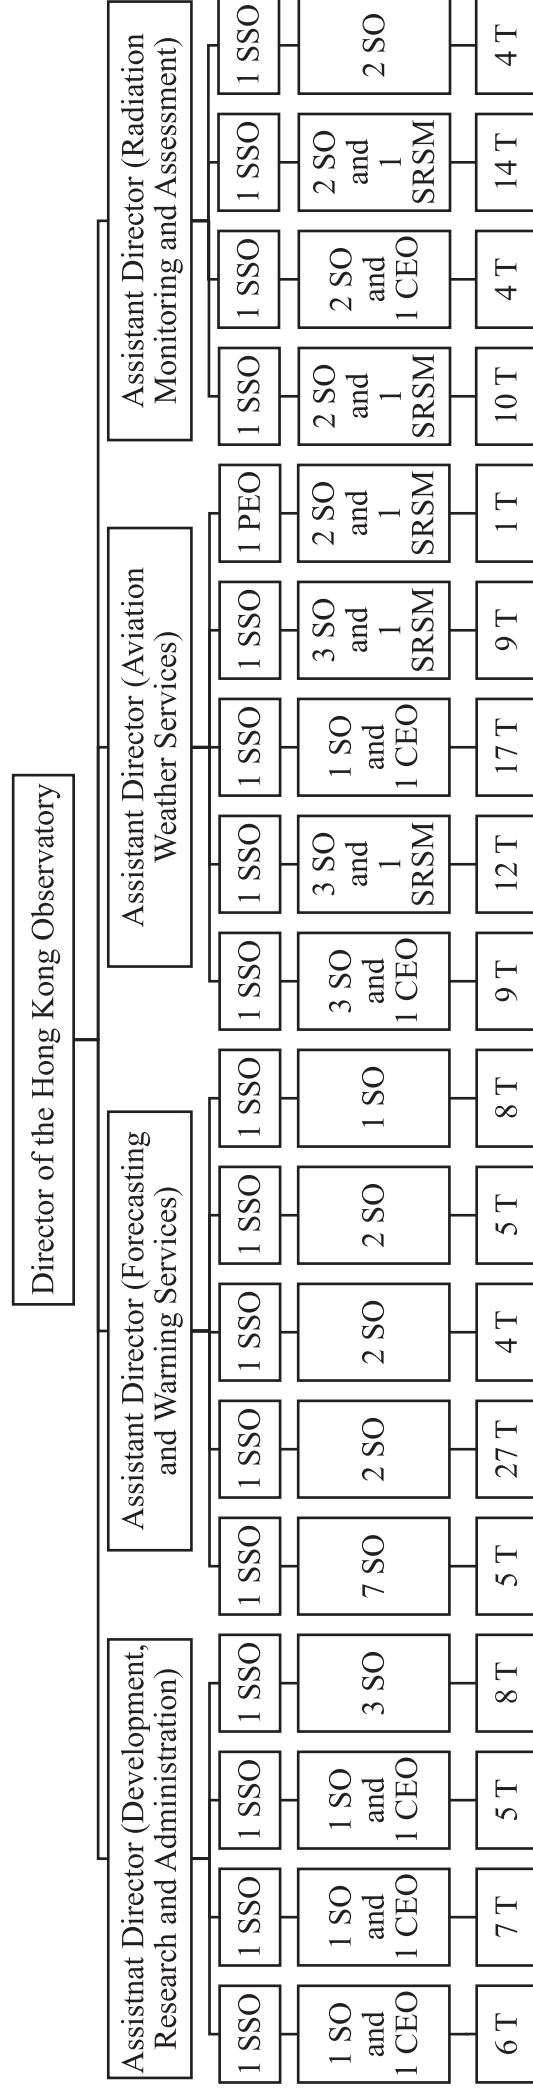 Director of the Hong Kong Observatory
Assistnat Director (Development,
Research and Administration)
Assistant Director (Forecasting
and Warning Services)
Assistant Director (Aviation
Weather Services)
Assistant Director (Radiation
Monitoring and Assessment)
1 SSO
1 SSO
1 SSO
1 SSO
1 SSO
1 SSO
1 SSO
1 SSO
1 SSO
1 SSO
1 SSO
1 SSO
1 SSO
1 PEO
1 SSO
1 SSO
1 SSO
1 SSO
1 SO
and
1 CEO
1 SO
and
1 CEO
1 SO
and
1 CEO
3 SO
7 SO
2 SO
2 SO
2 SO
1 SO
3 SO
and
1 CEO
3 SO
and
1
SRSM
1 SO
and
1 CEO
3 SO
and
1
SRSM
2 SO
and
1
SRSM
2 SO
and
1
SRSM
2 SO
and
1 CEO
2 SO
and
1
SRSM
2 SO
6 T
7 T
5 T
8 T
5 T
27 T
4 T
5 T
8 T
9 T
12 T
17 T
9 T
1 T
10 T
4 T
14 T
4 T